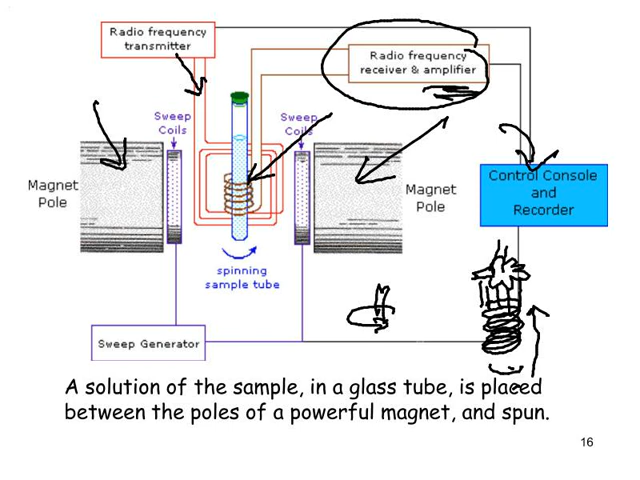 Radio frequency
transmitter
Radio frequency
receiver & amplifier
Sweep
Coils
Sweep
Coils
Magnet
Pole
Magnet
Pole
Control Console
and
Recorder
spinning
sample tube
Sweep Generator
A solution of the sample, in a glass tube, is placed
between the poles of a powerful magnet, and spun.
16